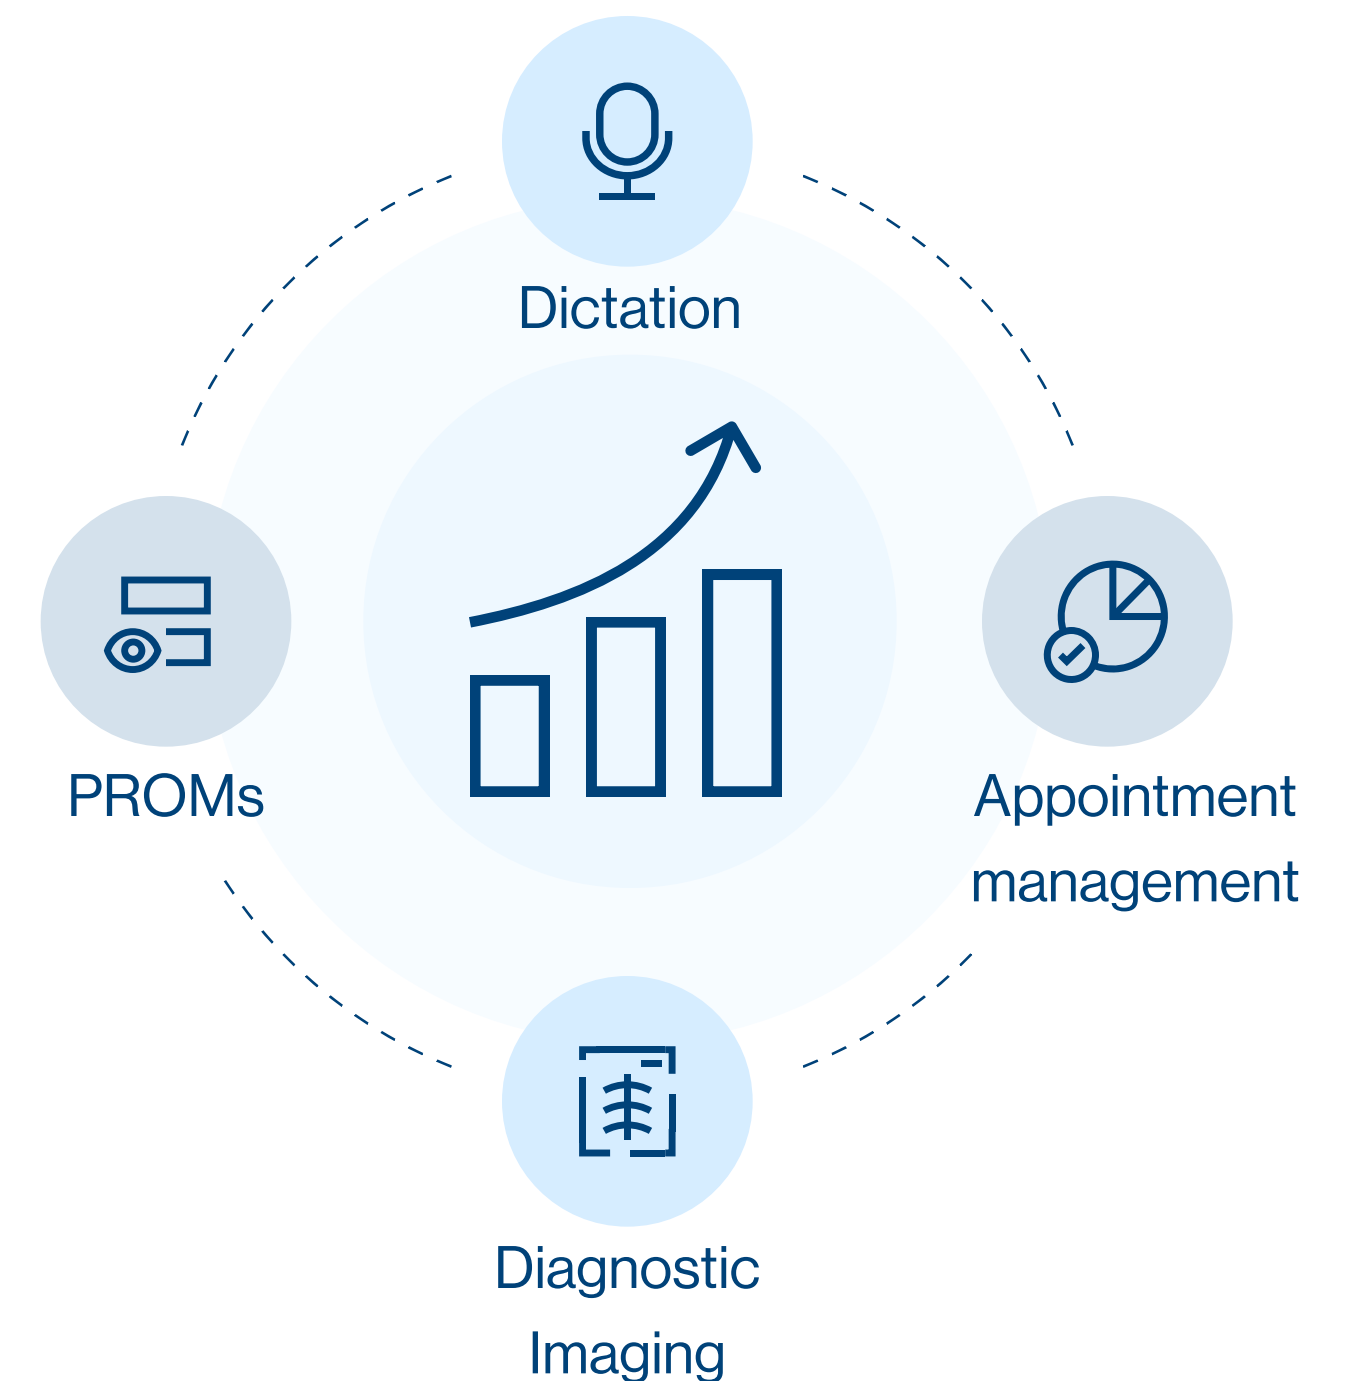 Dictation
PROMs
Appointment
management
Diagnostic
Imaging